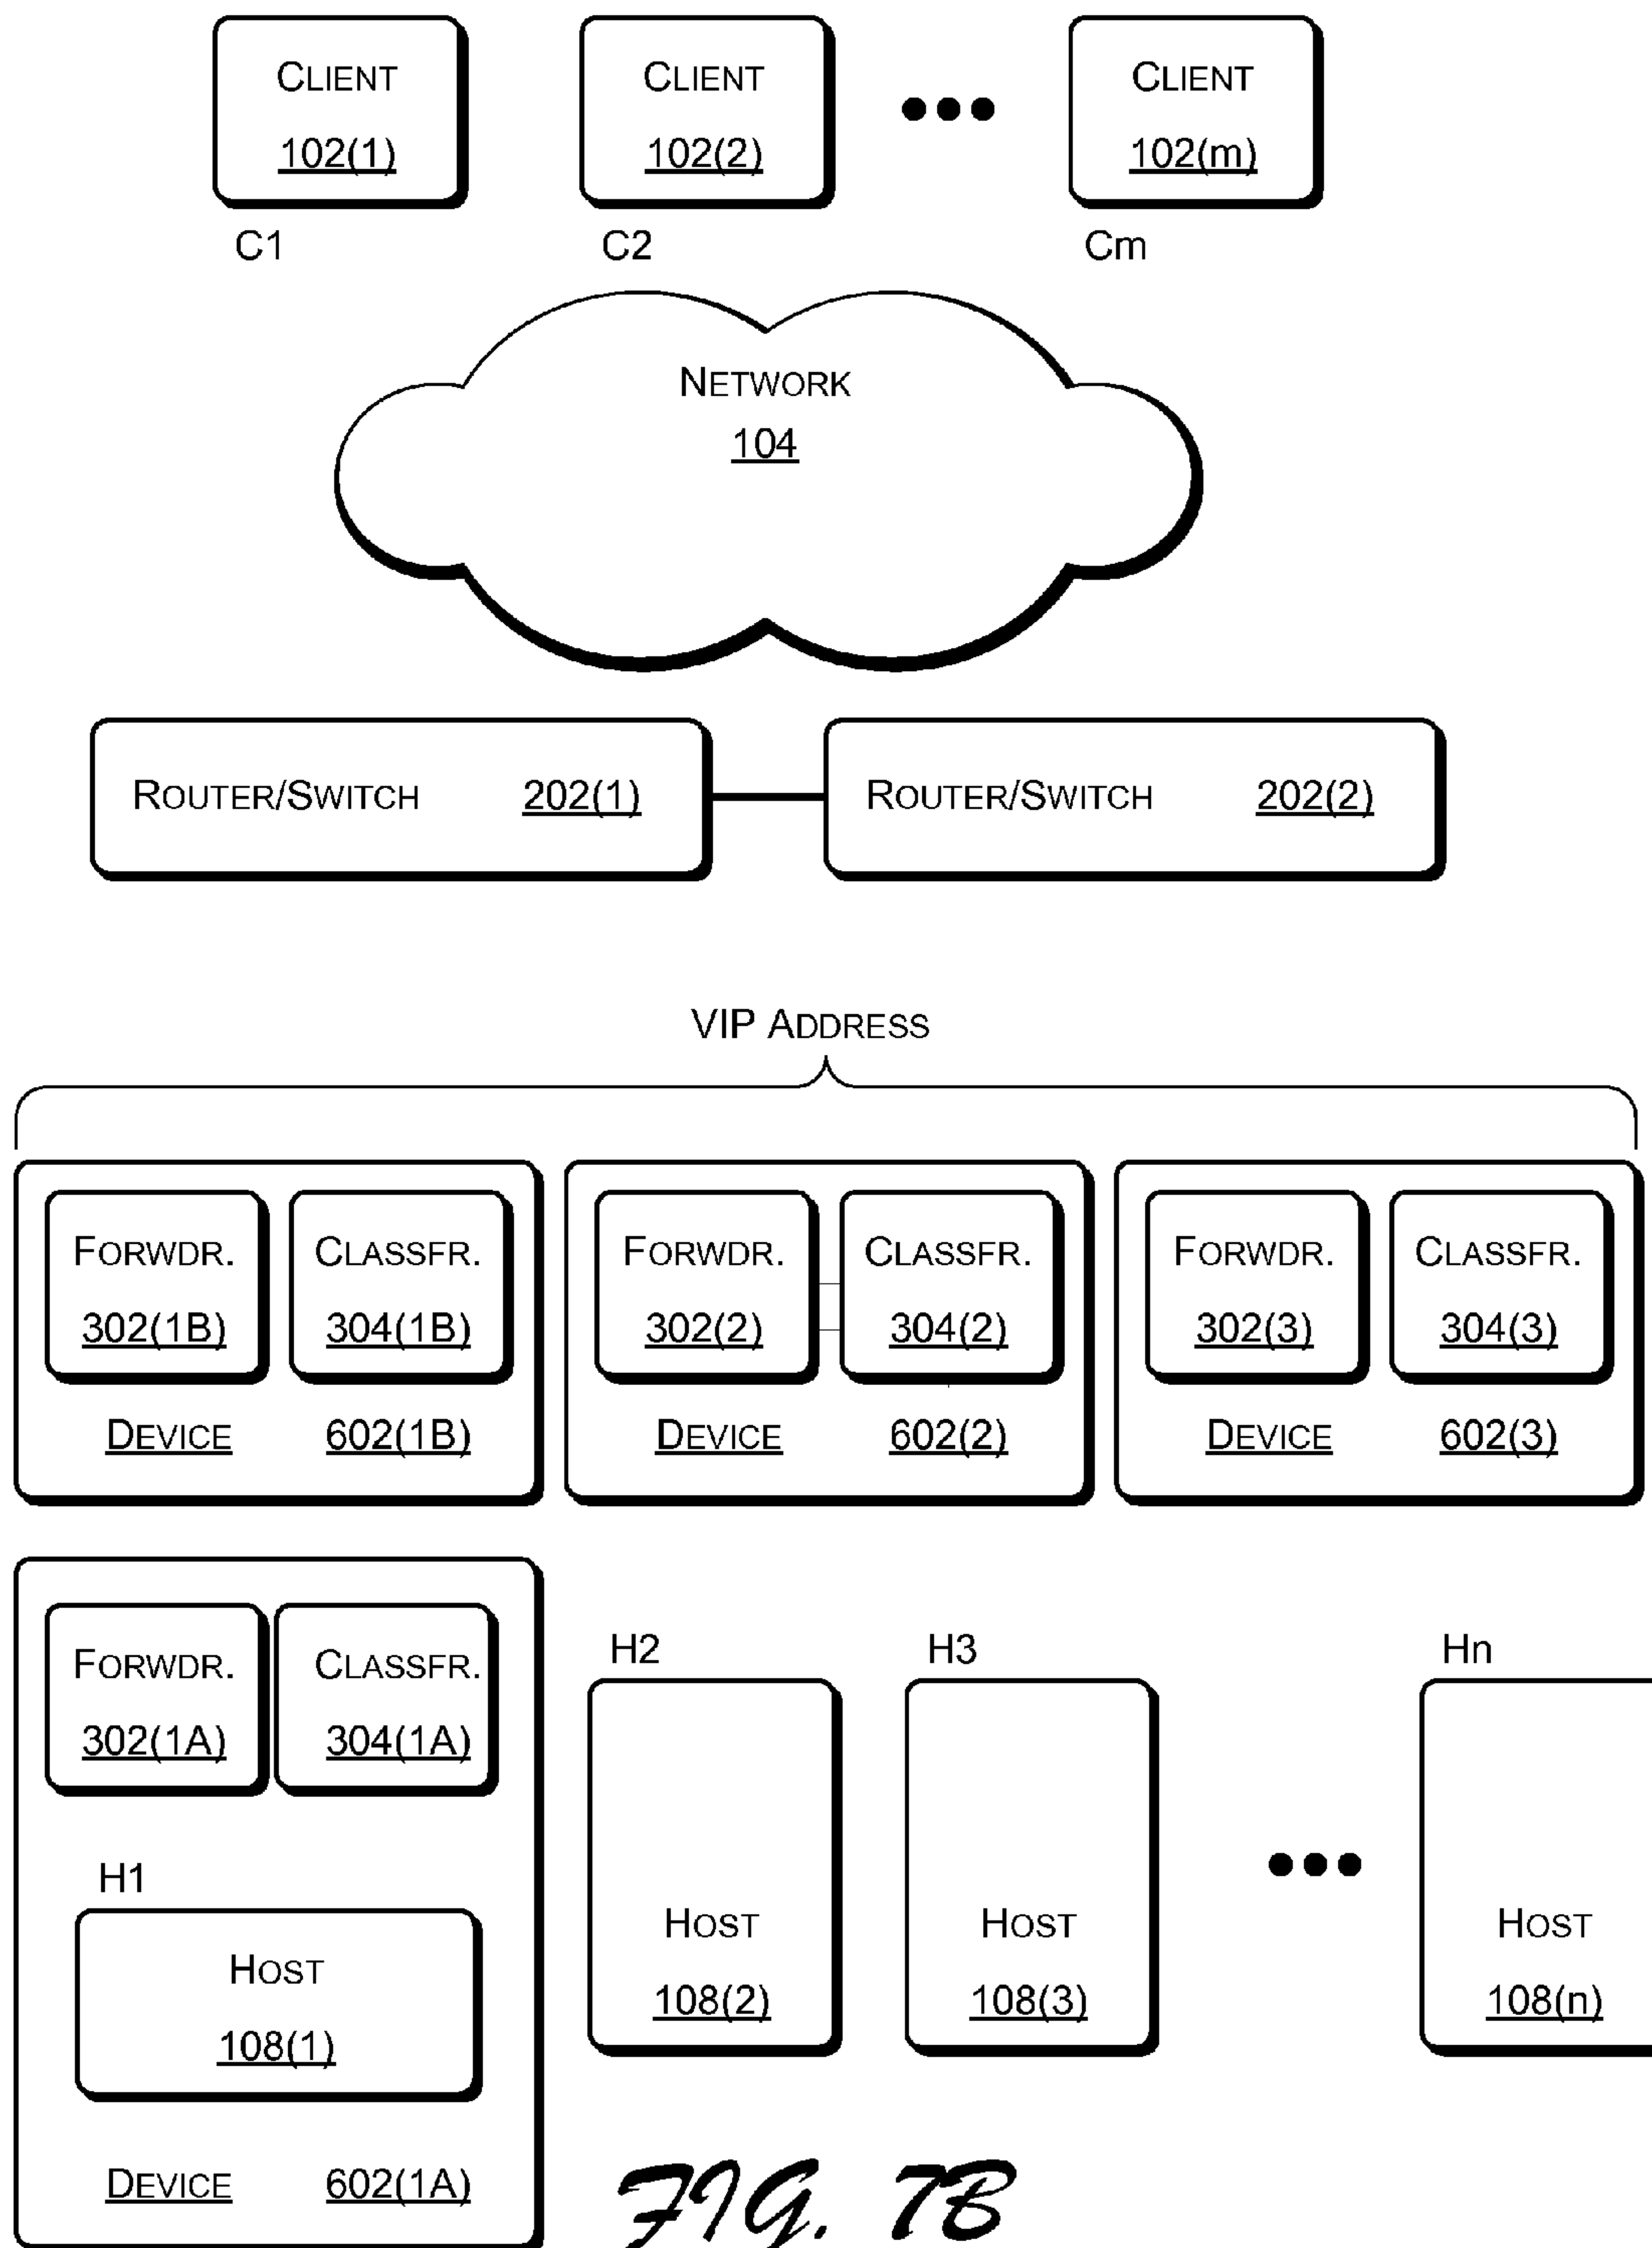 CLIENT
102(1)
CLIENT
102(2)
CLIENT
102(m)
C1
C2
Cm
NETWORK
104
ROUTER/SWITCH 202(1)
ROUTER/SWITCH 202(2)
VIP ADDRESS
FORWDR.
302(1B)
CLASSFR.
304(1B)
DEVICE 602(1B)
FORWDR.
302(2)
CLASSFR.
304(2)
DEVICE 602(2)
FORWDR.
302(3)
CLASSFR.
304(3)
DEVICE 602(3)
FORWDR.
302(1A)
CLASSFR.
304(1A)
H1
HOST
108(1)
DEVICE 602(1A)
H2
HOST
108(2)
H3
HOST
108(3)
Hn
HOST
108(n)
FIG. 7B